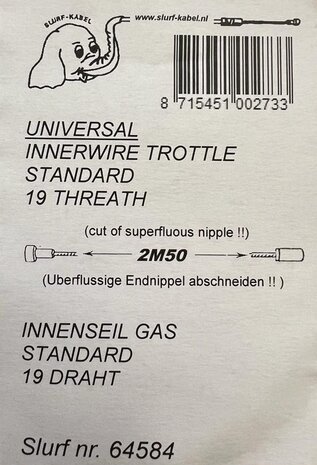 SLURF-KABEL
www.slurf-kabel.nl
8 715451 002733
UNIVERSAL
INNERWIRE TROTTLE
STANDARD
19 THREATH
(cut of superfluous nipple !!)
2M50
(Uberflussige Endnippel abschneiden !! )
INNENSEIL GAS
STANDARD
19 DRAHT
Slurf nr. 64584